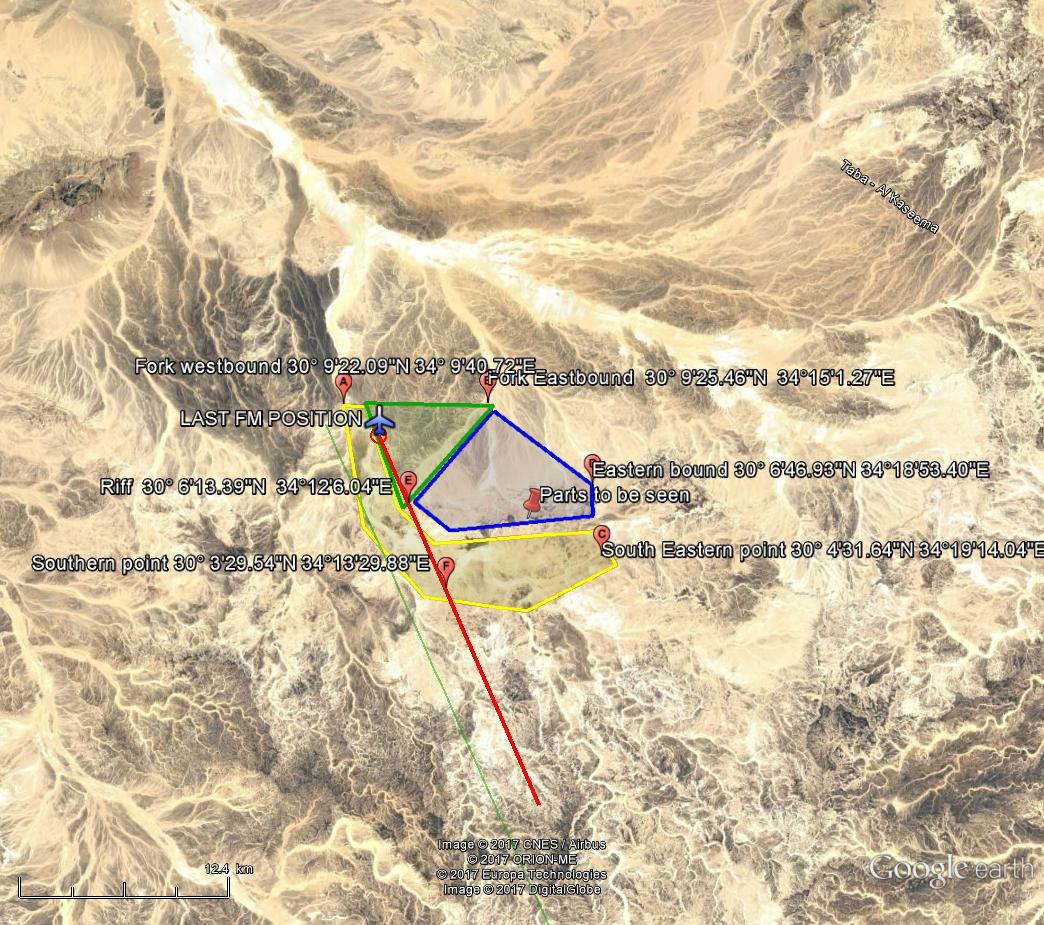 Taba - Al Kaseema
Fork westbound 30° 9'22.09"N 34° 9'40.72"E
A
Fork Eastbound 30° 9'25.46"N 34°15'1.27"E
LAST FM POSITION
Eastern bound 30° 6'46.93"N 34°18'53.40"E
E
Riff 30° 6'13.39"N 34°12'6.04"E
Parts to be seen
C
South Eastern point 30° 4'31.64"N 34°19'14.04"E
Southern point 30° 3'29.54"N 34°13'29.88"E
F
Image © 2017 CNES / Airbus
© 2017 ORION-ME
© 2017 Europa Technologies
Image © 2017 DigitalGlobe
12.4 km
Google earth